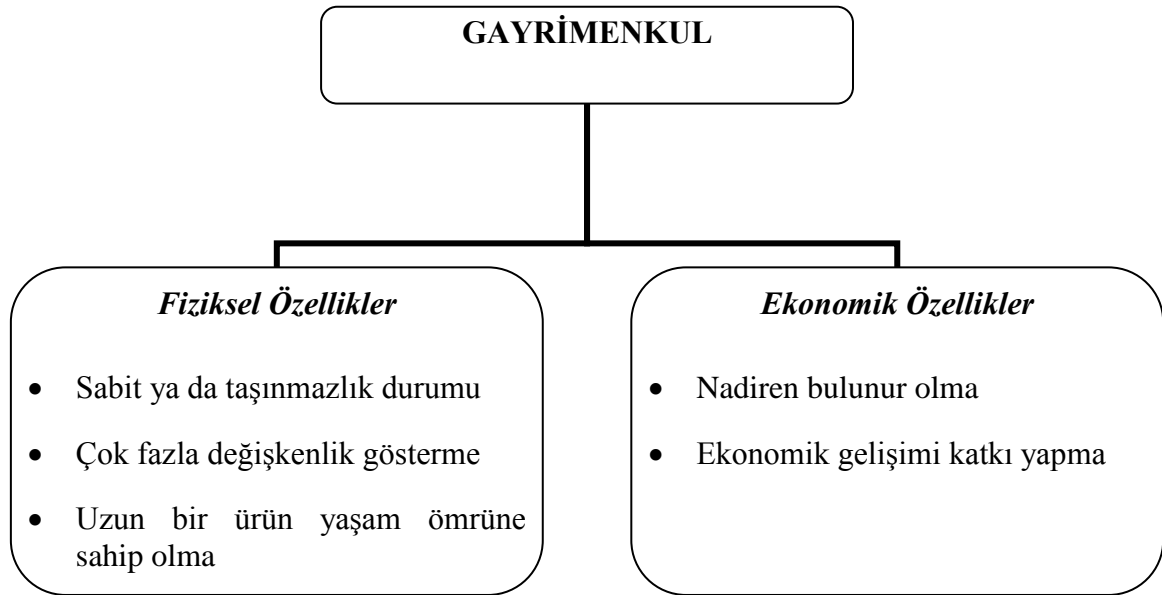 GAYRİMENKUL
Fiziksel Özellikler
• Sabit ya da taşınmazlık durumu
• Çok fazla değişkenlik gösterme
• Uzun bir ürün yaşam ömrüne
sahip olma
Ekonomik Özellikler
• Nadiren bulunur olma
• Ekonomik gelişimi katkı yapma